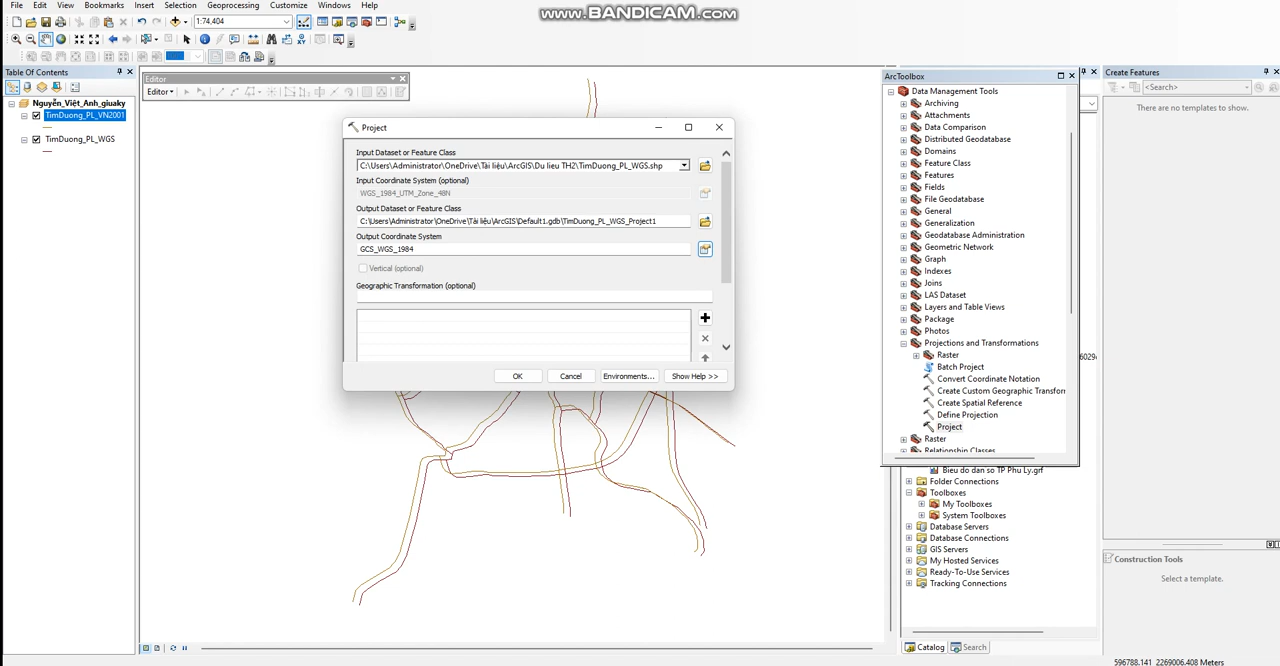 www.BANDICAM.com
File Edit View Bookmarks Insert Selection Geoprocessing Customize Windows Help
1:74,404
Table Of Contents
Nguyễn_Việt_Anh_giuaky
TimDuong_PL_VN2001
TimDuong_PL_WGS
Editor
Editor
Project
Input Dataset or Feature Class
C:\Users\Administrator\OneDrive\Tài liệu\ArcGIS\Du lieu TH2\TimDuong_PL_WGS.shp
Input Coordinate System (optional)
WGS_1984_UTM_Zone_48N
Output Dataset or Feature Class
C:\Users\Administrator\OneDrive\Tài liệu\ArcGIS\Default1.gdb\TimDuong_PL_WGS_Project1
Output Coordinate System
GCS_WGS_1984
Vertical (optional)
Geographic Transformation (optional)
OK Cancel Environments... Show Help >>
ArcToolbox
Data Management Tools
Archiving
Attachments
Data Comparison
Distributed Geodatabase
Domains
Feature Class
Features
Fields
File Geodatabase
General
Generalization
Geodatabase Administration
Geometric Network
Graph
Indexes
Joins
LAS Dataset
Layers and Table Views
Package
Photos
Projections and Transformations
Raster
Batch Project
Convert Coordinate Notation
Create Custom Geographic Transfor
Create Spatial Reference
Define Projection
Project
Raster
Relationship Classes
Bieu do dan so TP Phu Ly.grf
Folder Connections
Toolboxes
My Toolboxes
System Toolboxes
Database Servers
Database Connections
GIS Servers
My Hosted Services
Ready-To-Use Services
Tracking Connections
Catalog Search
Create Features
<Search>
There are no templates to show.
Construction Tools
Select a template.
596788.141 2269006.408 Meters